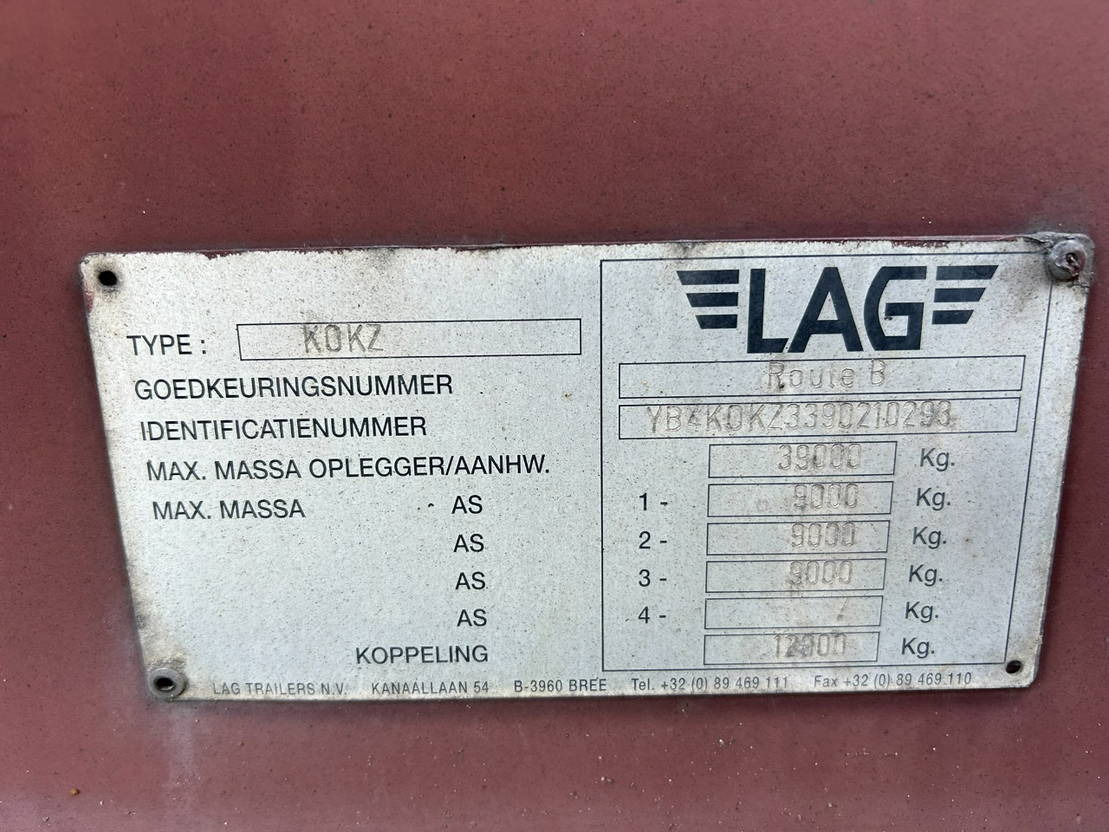 LAG
TYPE : KOKZ
GOEDKEURINGSNUMMER Route B
IDENTIFICATIENUMMER YB4KOKZ3390210293
MAX. MASSA OPLEGGER/AANHW. 39000 Kg.
MAX. MASSA AS 1 - 9000 Kg.
AS 2 - 9000 Kg.
AS 3 - 9000 Kg.
AS 4 - Kg.
KOPPELING 12000 Kg.
LAG TRAILERS N.V. KANAALLAAN 54 B-3960 BREE Tel. +32 (0) 89 469 111 Fax +32 (0) 89 469 110